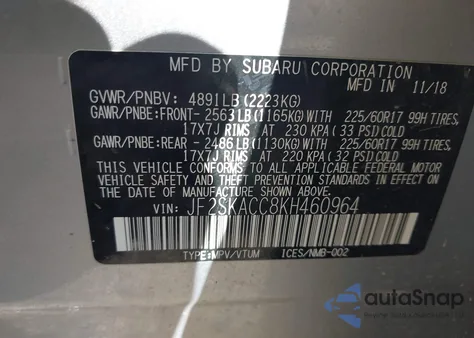 MFD BY SUBARU CORPORATION
MFD IN 11/18
GVWR/PNBV: 4891LB(2223KG)
GAWR/PNBE:FRONT- 2563LB(1165KG)WITH 225/60R17 99H TIRES,
17X7J RIMS AT 230 KPA(33 PSI)COLD
GAWR/PNBE:REAR - 2486LB(1130KG)WITH 225/60R17 99H TIRES,
17X7J RIMS AT 220 KPA(32 PSI)COLD
THIS VEHICLE CONFORMS TO ALL APPLICABLE
FEDERAL MOTOR VEHICLE SAFETY, BUMPER,
AND THEFT PREVENTION STANDARDS IN EFFECT ON
THE DATE OF MANUFACTURE SHOWN ABOVE.
VIN: JF2SKACC8KH460964
TYPE:MPV/VTUM ICES/NMB-002
autoSnap